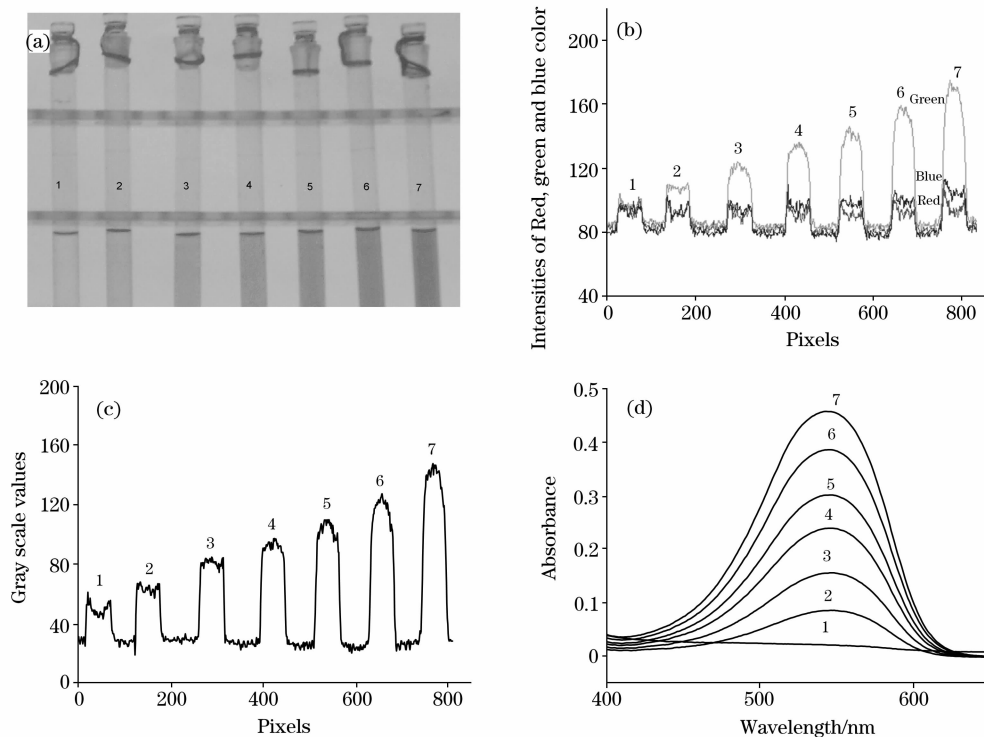 (a)
1 2 3 4 5 6 7
(b)
Intensities of Red, green and blue color
200
160
120
80
40
0 200 400 600 800
Pixels
1 2 3 4 5 6 7
Green
Blue
Red
(c)
Gray scale values
200
160
120
80
40
0
0 200 400 600 800
Pixels
1 2 3 4 5 6 7
(d)
Absorbance
0.5
0.4
0.3
0.2
0.1
0
400 500 600
Wavelength/nm
7
6
5
4
3
2
1